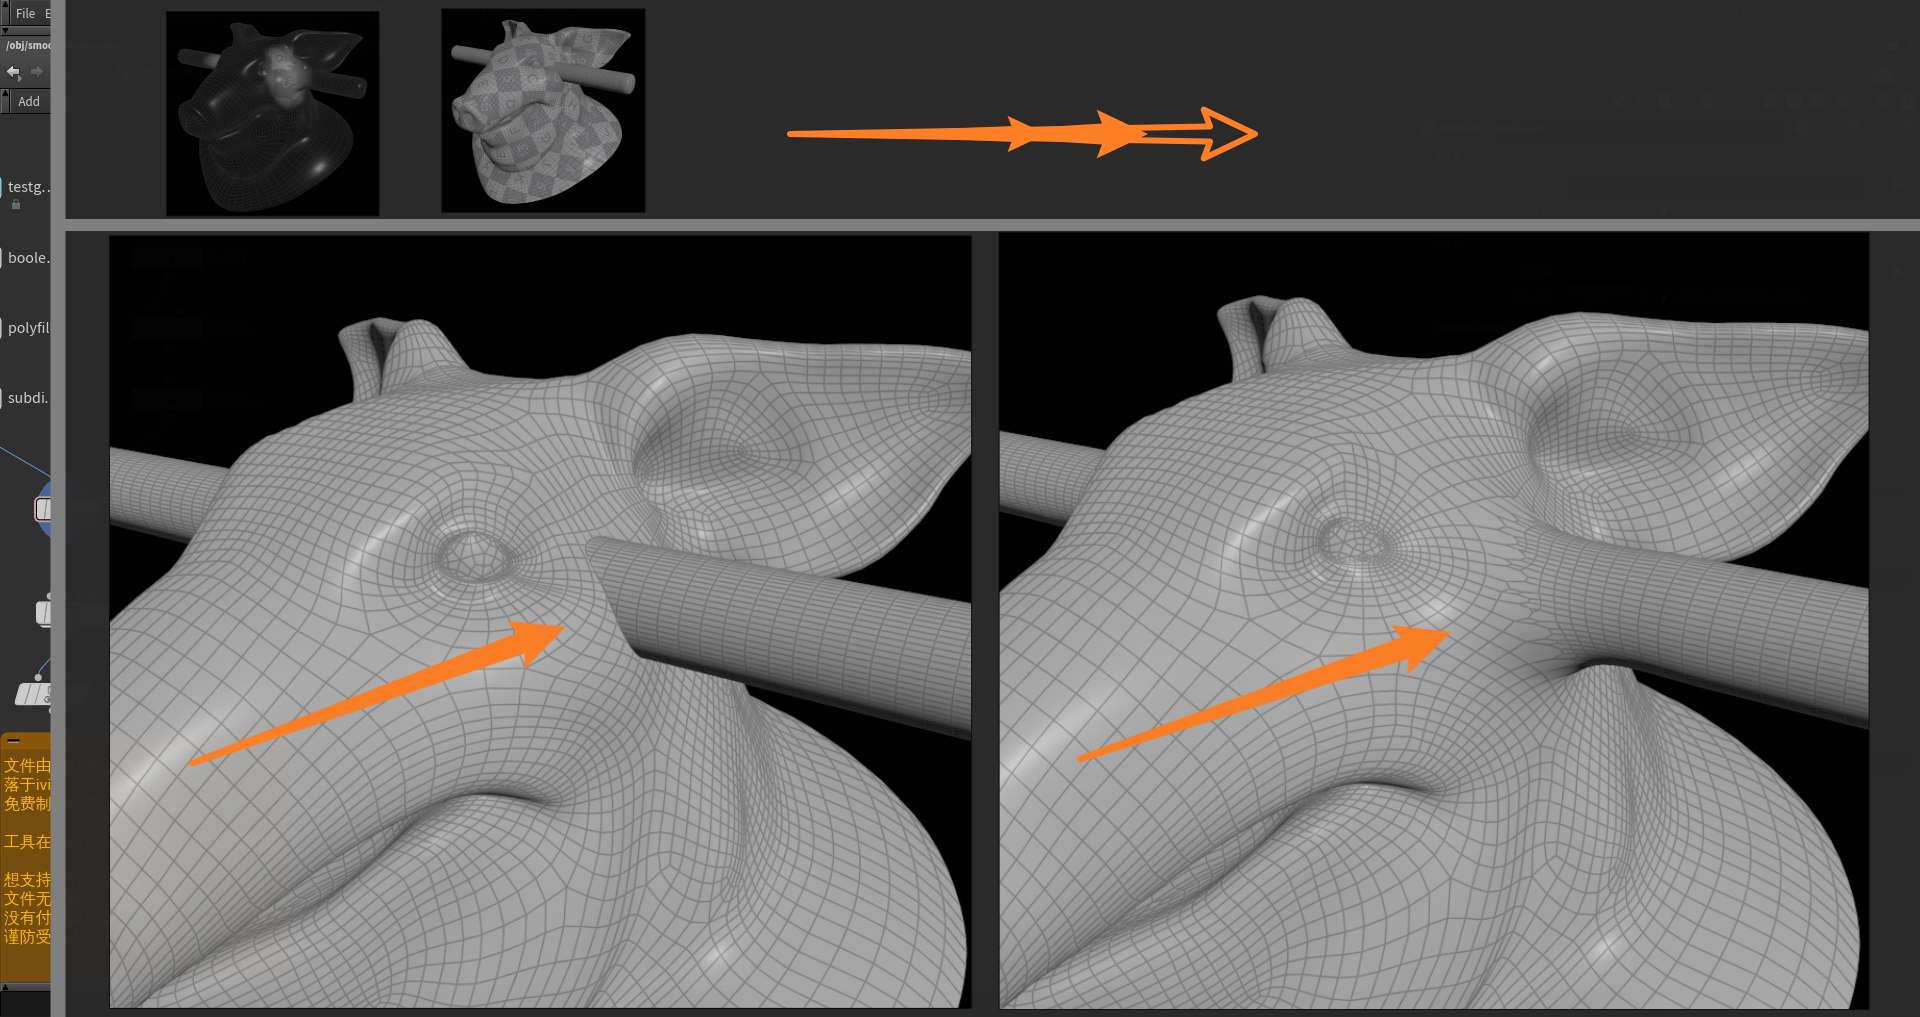 File E
/obj/smoo
Add
testg...
boole.
polyfil
subdi.
文件由
落于ivi
免费制
工具在
想支持
文件无
没有付
谨防受